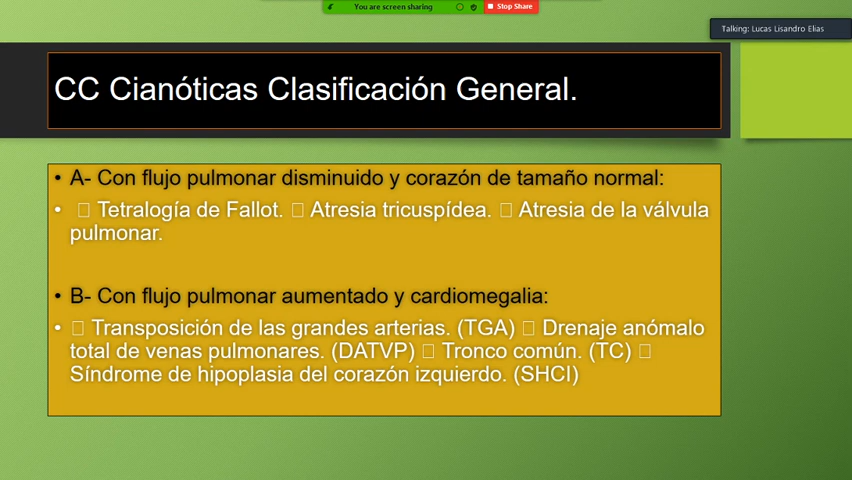 You are screen sharing
Stop Share
Talking: Lucas Lisandro Elias
CC Cianóticas Clasificación General.
• A- Con flujo pulmonar disminuido y corazón de tamaño normal:
• □ Tetralogía de Fallot. □ Atresia tricuspídea. □ Atresia de la válvula
pulmonar.
• B- Con flujo pulmonar aumentado y cardiomegalia:
• □ Transposición de las grandes arterias. (TGA) □ Drenaje anómalo
total de venas pulmonares. (DATVP) □ Tronco común. (TC) □
Síndrome de hipoplasia del corazón izquierdo. (SHCI)